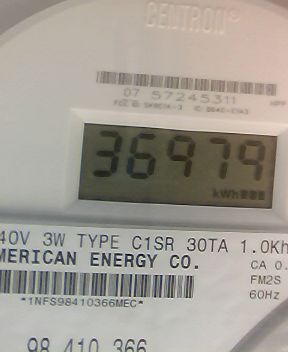 CENTRON®
07 57245311
36979
kWh
40V 3W TYPE C1SR 30TA 1.0Kh
MERICAN ENERGY CO.
CA 0.
FM2S
*1NFS98410366MEC*
60Hz
98 410 366